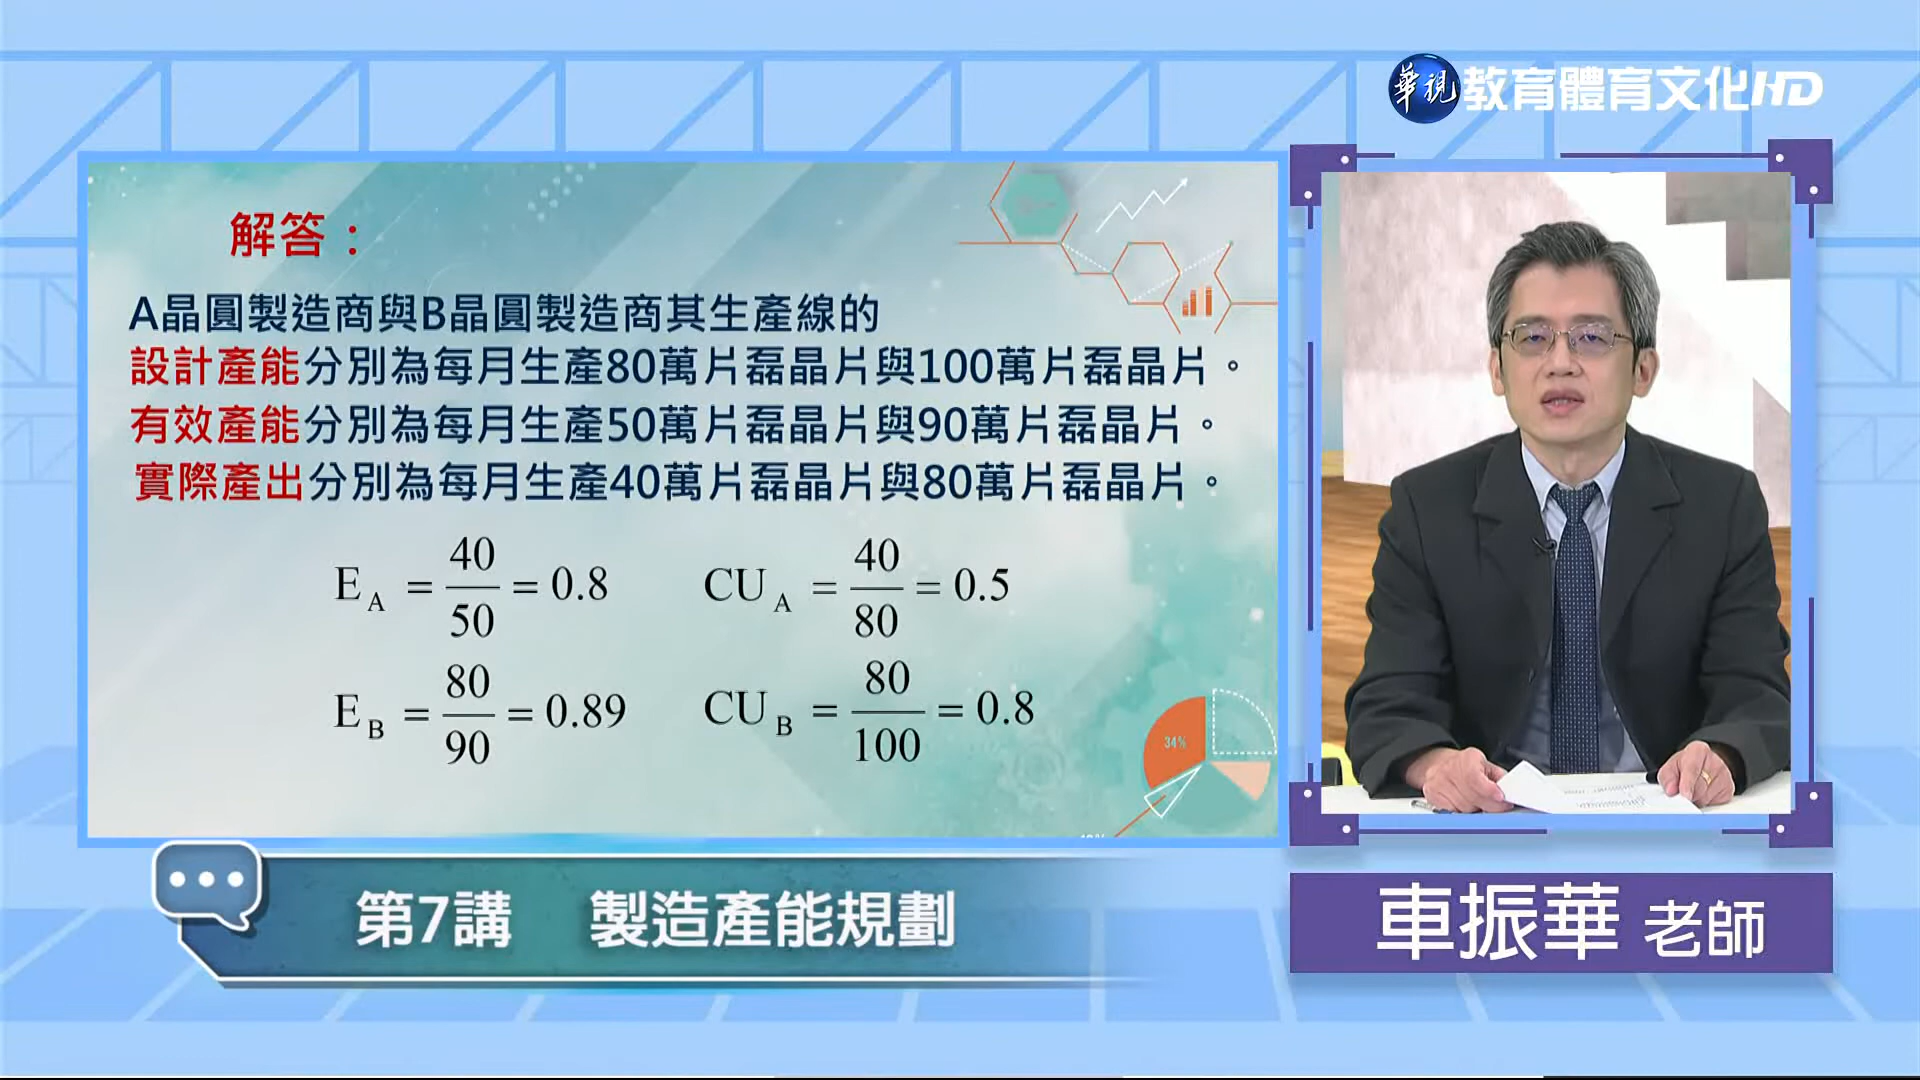 華視 教育體育文化HD
解答：
A晶圓製造商與B晶圓製造商其生產線的
設計產能分別為每月生產80萬片磊晶片與100萬片磊晶片。
有效產能分別為每月生產50萬片磊晶片與90萬片磊晶片。
實際產出分別為每月生產40萬片磊晶片與80萬片磊晶片。
E_A = 40/50 = 0.8 CU_A = 40/80 = 0.5
E_B = 80/90 = 0.89 CU_B = 80/100 = 0.8
34%
第7講 製造產能規劃
車振華 老師